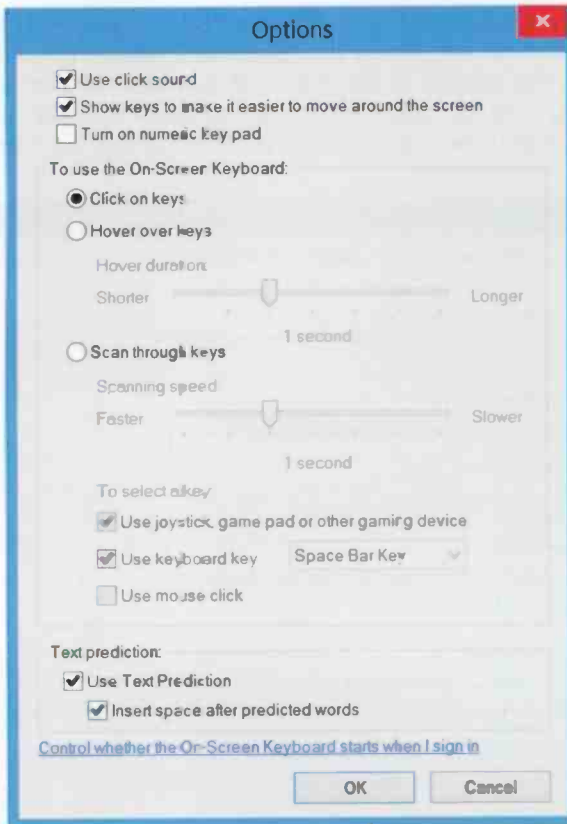 Options
Use click sound
Show keys to make it easier to move around the screen
Turn on numeric key pad
To use the On-Screen Keyboard:
Click on keys
Hover over keys
Hover duration:
Shorter Longer
1 second
Scan through keys
Scanning speed
Faster Slower
1 second
To select a key
Use joystick, game pad or other gaming device
Use keyboard key Space Bar Key
Use mouse click
Text prediction:
Use Text Prediction
Insert space after predicted words
Control whether the On-Screen Keyboard starts when I sign in
OK Cancel